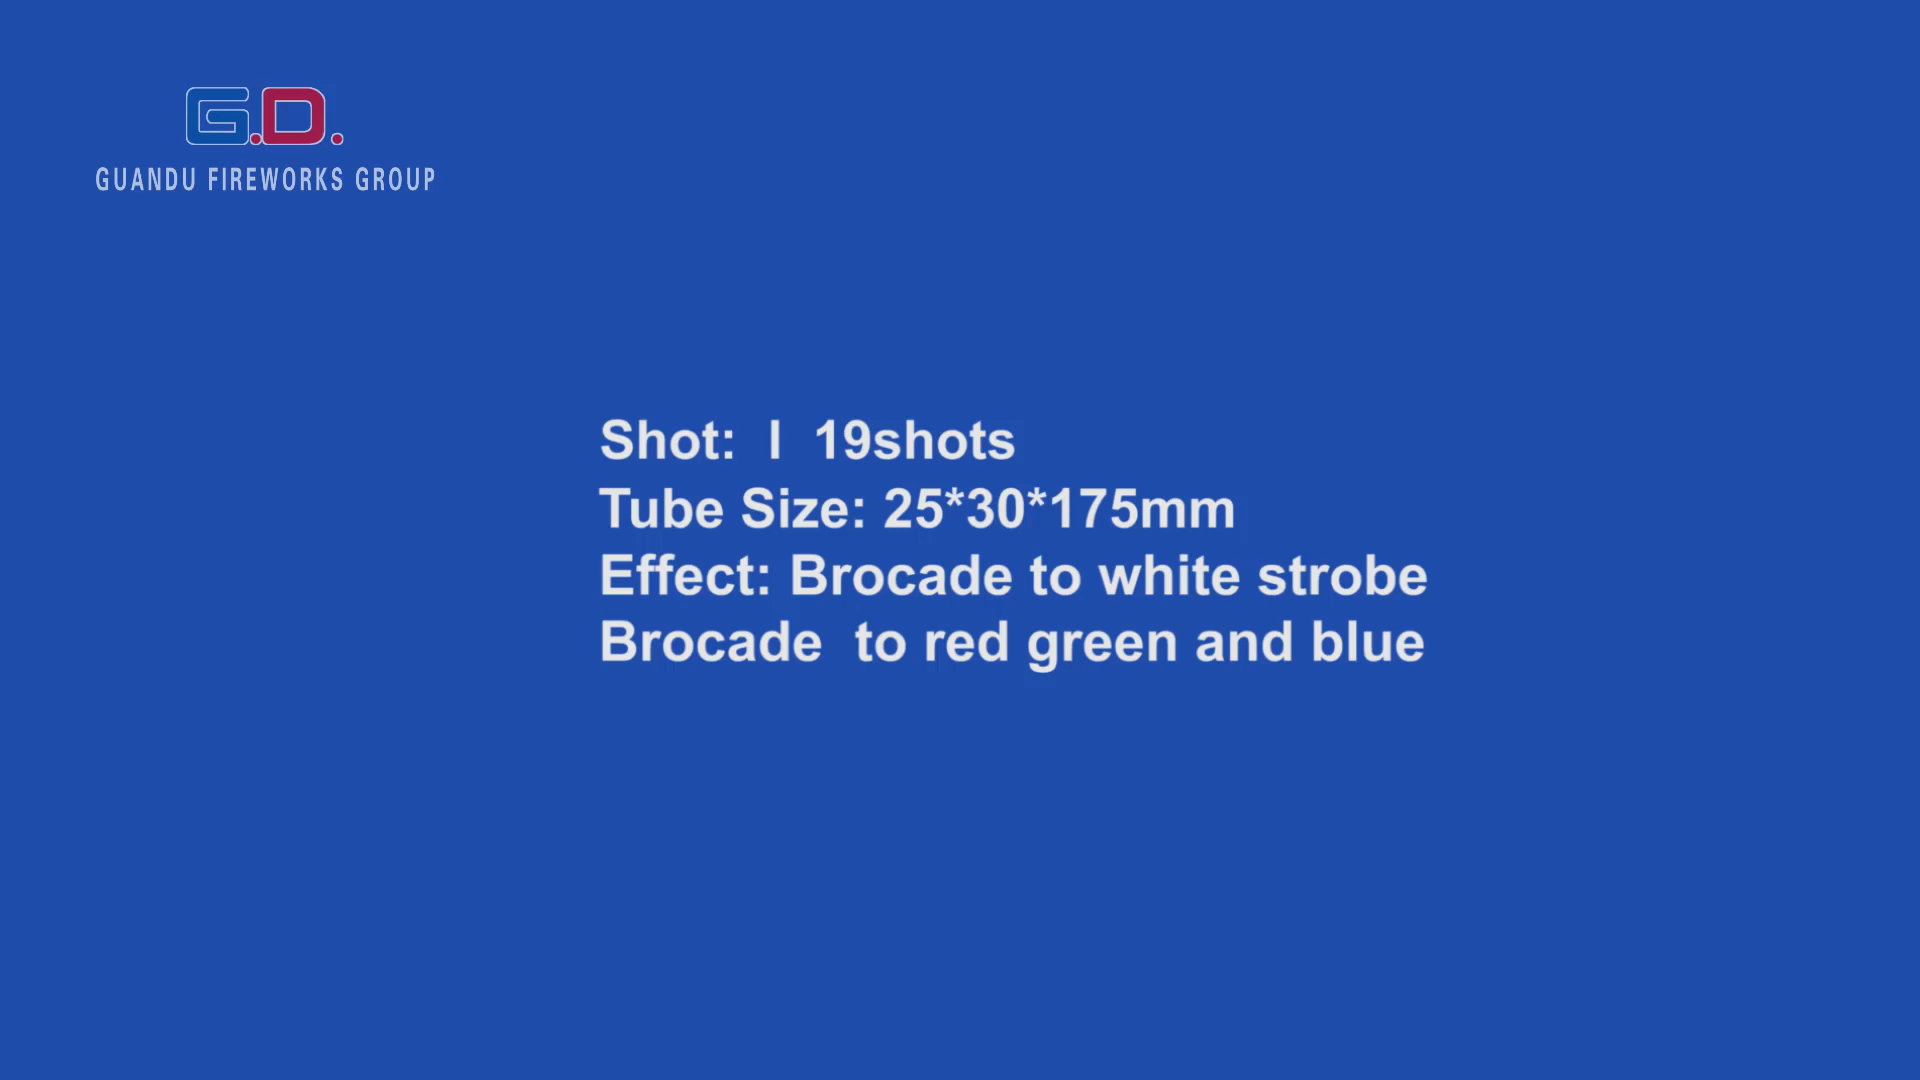 G.D.
GUANDU FIREWORKS GROUP
Shot: I 19shots
Tube Size: 25*30*175mm
Effect: Brocade to white strobe
Brocade to red green and blue